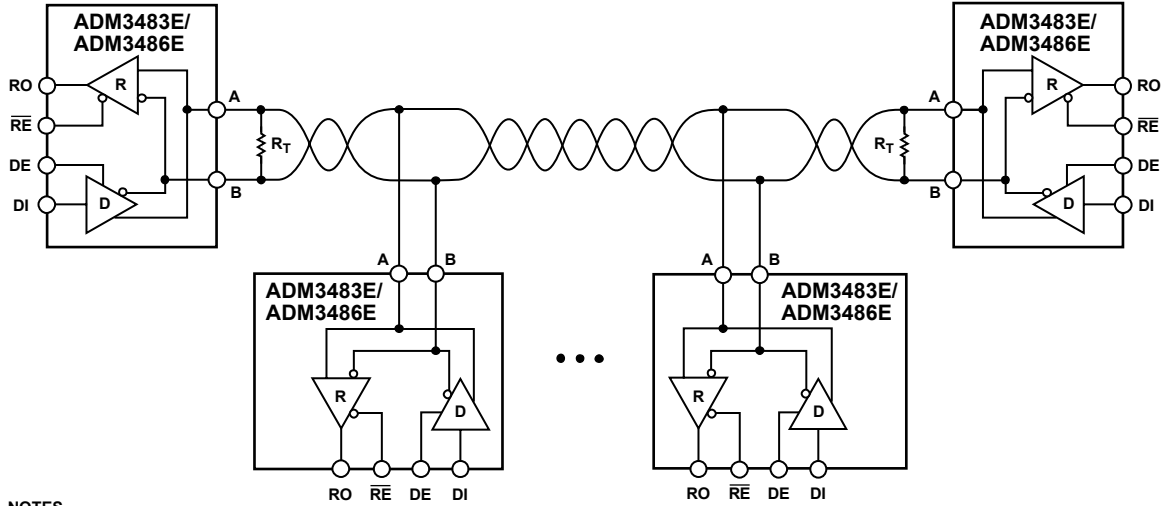 ADM3483E/
ADM3486E
RO
R
RE
DE
DI
D
A
B
RT
ADM3483E/
ADM3486E
RO
R
RE
DE
DI
D
A
B
RT
A
B
ADM3483E/
ADM3486E
R
D
RO
RE
DE
DI
A
B
ADM3483E/
ADM3486E
R
D
RO
RE
DE
DI
NOTES